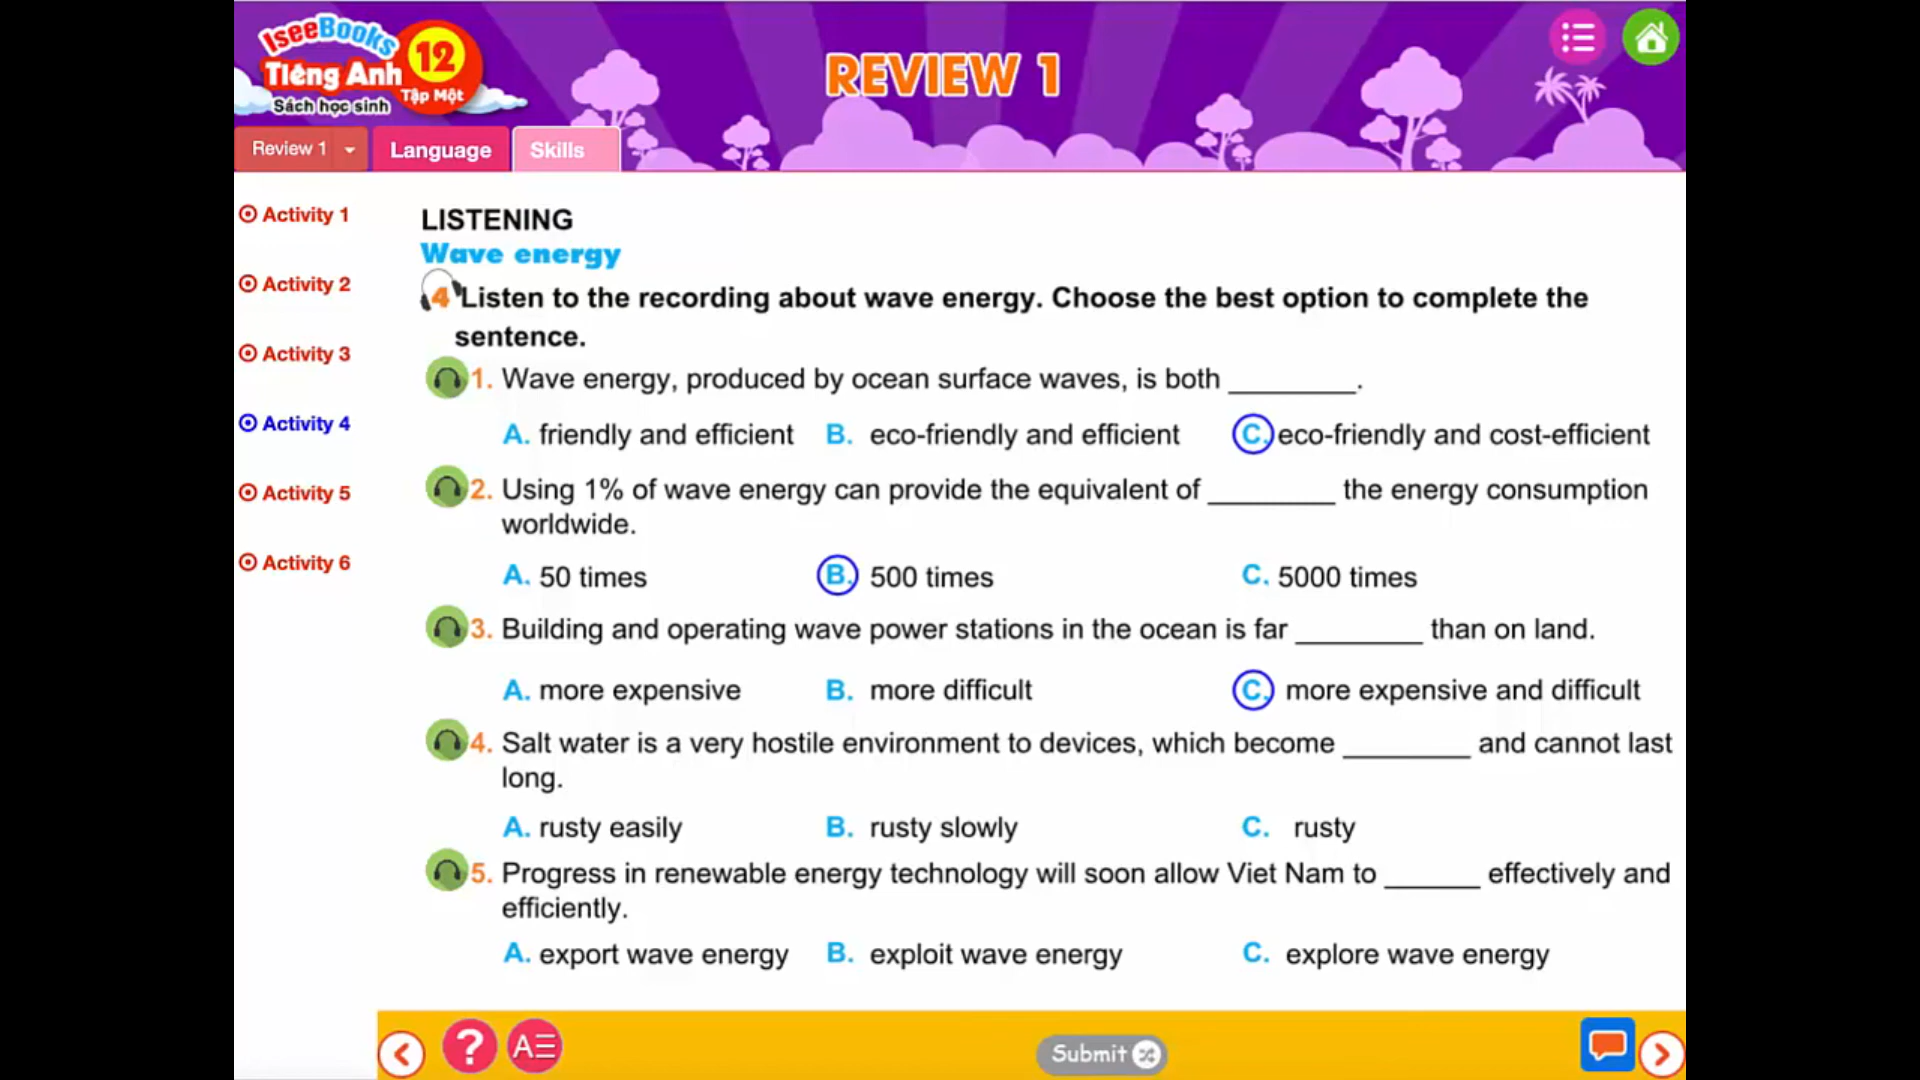 IseeBooks
Tiếng Anh 12
Sách học sinh Tập Một
REVIEW 1
Review 1 Language Skills
Activity 1
Activity 2
Activity 3
Activity 4
Activity 5
Activity 6
LISTENING
Wave energy
4 Listen to the recording about wave energy. Choose the best option to complete the
sentence.
1. Wave energy, produced by ocean surface waves, is both ________.
A. friendly and efficient B. eco-friendly and efficient C. eco-friendly and cost-efficient
2. Using 1% of wave energy can provide the equivalent of ________ the energy consumption
worldwide.
A. 50 times B. 500 times C. 5000 times
3. Building and operating wave power stations in the ocean is far ________ than on land.
A. more expensive B. more difficult C. more expensive and difficult
4. Salt water is a very hostile environment to devices, which become ________ and cannot last
long.
A. rusty easily B. rusty slowly C. rusty
5. Progress in renewable energy technology will soon allow Viet Nam to ______ effectively and
efficiently.
A. export wave energy B. exploit wave energy C. explore wave energy
? A Submit